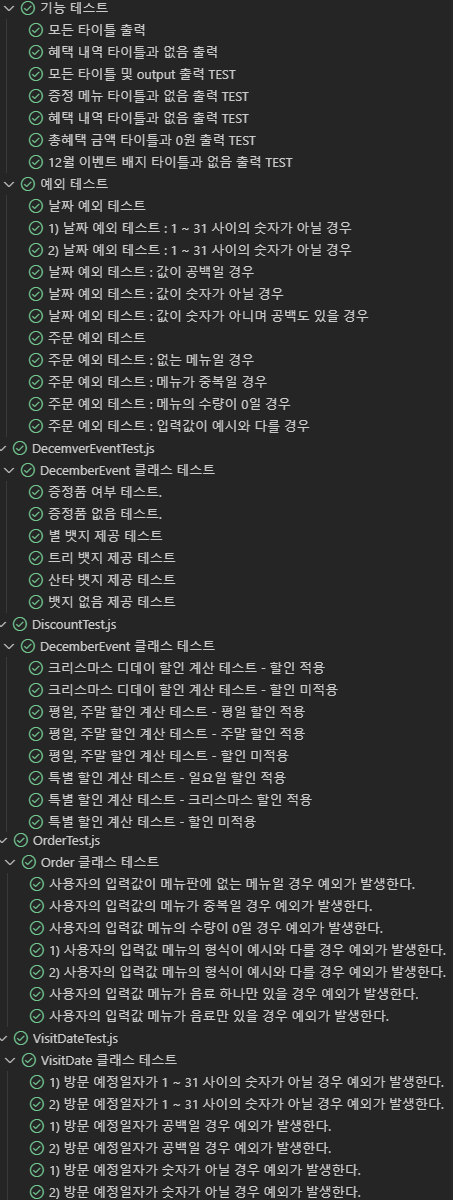 기능 테스트
모든 타이틀 출력
혜택 내역 타이틀과 없음 출력
모든 타이틀 및 output 출력 TEST
증정 메뉴 타이틀과 없음 출력 TEST
혜택 내역 타이틀과 없음 출력 TEST
총혜택 금액 타이틀과 0원 출력 TEST
12월 이벤트 배지 타이틀과 없음 출력 TEST
예외 테스트
날짜 예외 테스트
1) 날짜 예외 테스트 : 1 ~ 31 사이의 숫자가 아닐 경우
2) 날짜 예외 테스트 : 1 ~ 31 사이의 숫자가 아닐 경우
날짜 예외 테스트 : 값이 공백일 경우
날짜 예외 테스트 : 값이 숫자가 아닐 경우
날짜 예외 테스트 : 값이 숫자가 아니며 공백도 있을 경우
주문 예외 테스트
주문 예외 테스트 : 없는 메뉴일 경우
주문 예외 테스트 : 메뉴가 중복일 경우
주문 예외 테스트 : 메뉴의 수량이 0일 경우
주문 예외 테스트 : 입력값이 예시와 다를 경우
DecemverEventTest.js
DecemberEvent 클래스 테스트
증정품 여부 테스트.
증정품 없음 테스트.
별 뱃지 제공 테스트
트리 뱃지 제공 테스트
산타 뱃지 제공 테스트
뱃지 없음 제공 테스트
DiscountTest.js
DecemberEvent 클래스 테스트
크리스마스 디데이 할인 계산 테스트 - 할인 적용
크리스마스 디데이 할인 계산 테스트 - 할인 미적용
평일, 주말 할인 계산 테스트 - 평일 할인 적용
평일, 주말 할인 계산 테스트 - 주말 할인 적용
평일, 주말 할인 계산 테스트 - 할인 미적용
특별 할인 계산 테스트 - 일요일 할인 적용
특별 할인 계산 테스트 - 크리스마스 할인 적용
특별 할인 계산 테스트 - 할인 미적용
OrderTest.js
Order 클래스 테스트
사용자의 입력값이 메뉴판에 없는 메뉴일 경우 예외가 발생한다.
사용자의 입력값의 메뉴가 중복일 경우 예외가 발생한다.
사용자의 입력값 메뉴의 수량이 0일 경우 예외가 발생한다.
1) 사용자의 입력값 메뉴의 형식이 예시와 다를 경우 예외가 발생한다.
2) 사용자의 입력값 메뉴의 형식이 예시와 다를 경우 예외가 발생한다.
사용자의 입력값 메뉴가 음료 하나만 있을 경우 예외가 발생한다.
사용자의 입력값 메뉴가 음료만 있을 경우 예외가 발생한다.
VisitDateTest.js
VisitDate 클래스 테스트
1) 방문 예정일자가 1 ~ 31 사이의 숫자가 아닐 경우 예외가 발생한다.
2) 방문 예정일자가 1 ~ 31 사이의 숫자가 아닐 경우 예외가 발생한다.
1) 방문 예정일자가 공백일 경우 예외가 발생한다.
2) 방문 예정일자가 공백일 경우 예외가 발생한다.
1) 방문 예정일자가 숫자가 아닐 경우 예외가 발생한다.
2) 방문 예정일자가 숫자가 아닐 경우 예외가 발생한다.